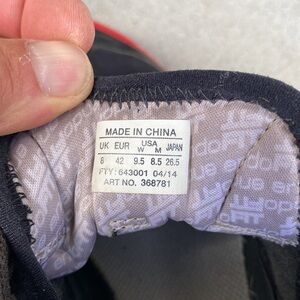 MADE IN CHINA
UK EUR USA W M JAPAN
8 42 9.5 8.5 26.5
FTY: 643001 04/14
ART NO. 368781